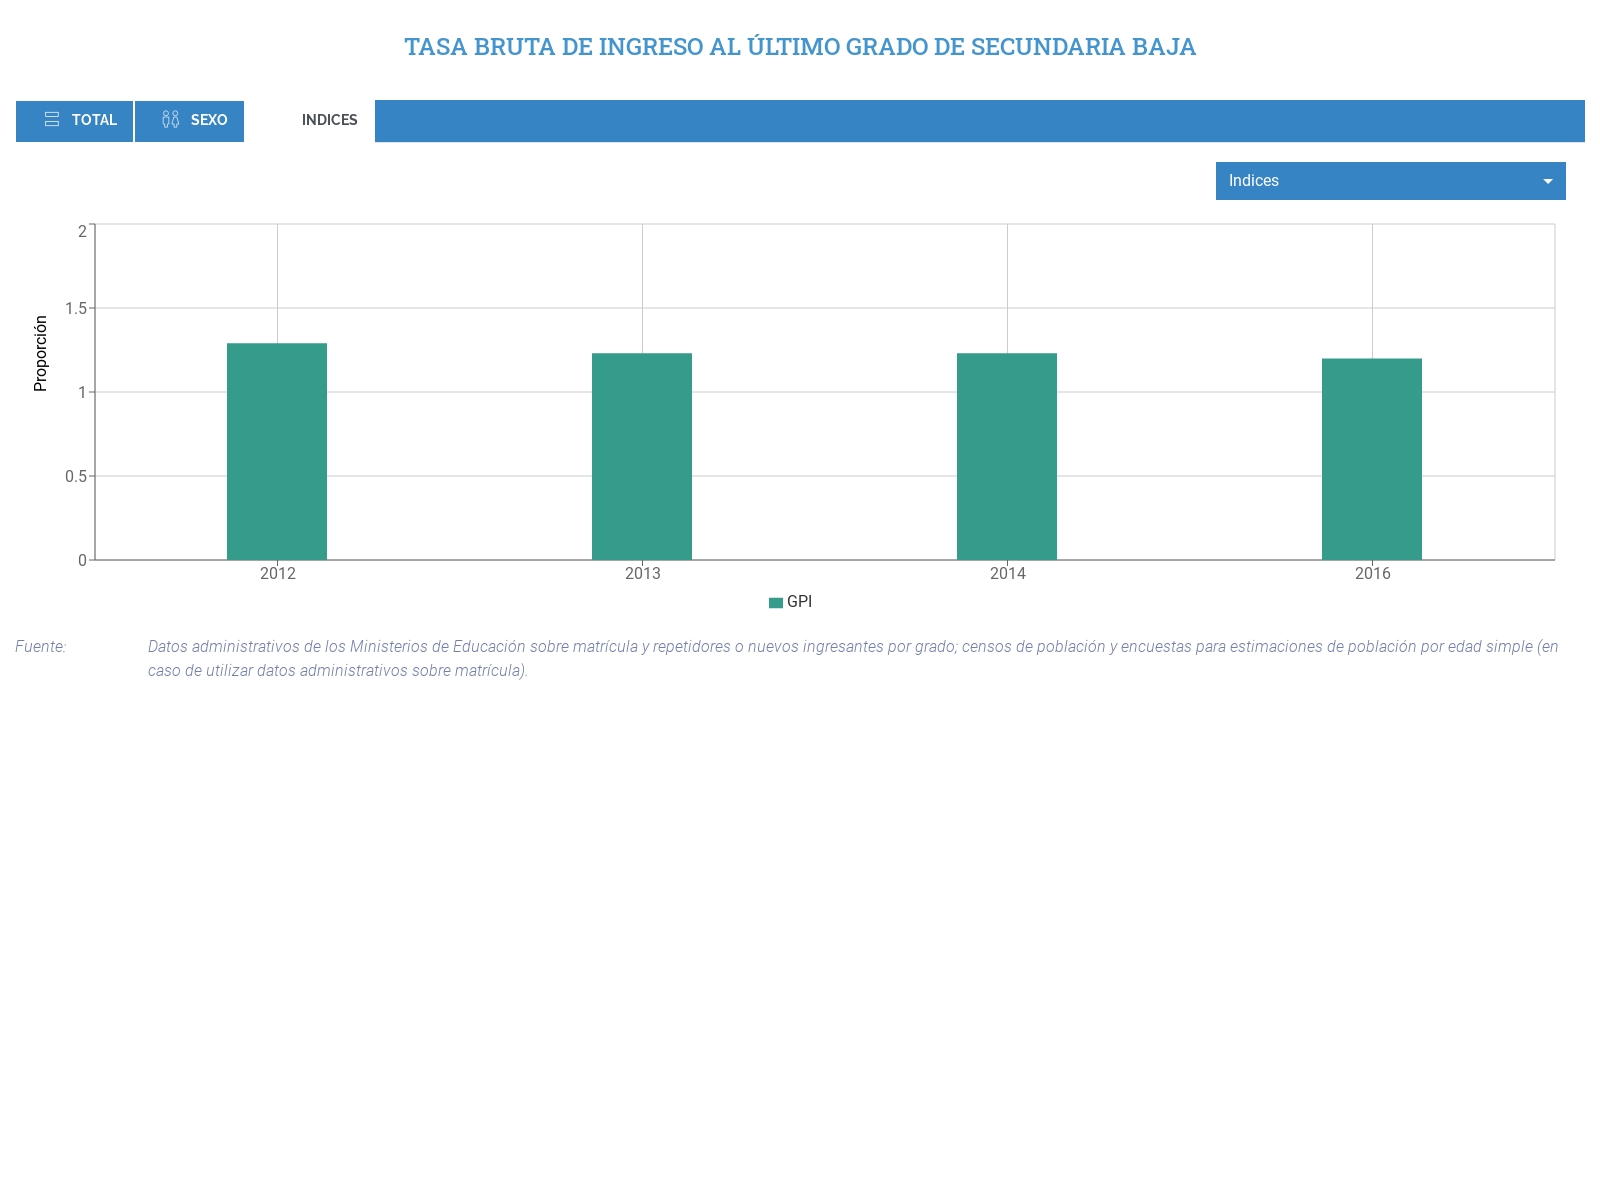 TASA BRUTA DE INGRESO AL ÚLTIMO GRADO DE SECUNDARIA BAJA
TOTAL SEXO INDICES
Indices
2
1.5
1
0.5
0
Proporción
2012 2013 2014 2016
GPI
Fuente: Datos administrativos de los Ministerios de Educación sobre matrícula y repetidores o nuevos ingresantes por grado; censos de población y encuestas para estimaciones de población por edad simple (en
caso de utilizar datos administrativos sobre matrícula).